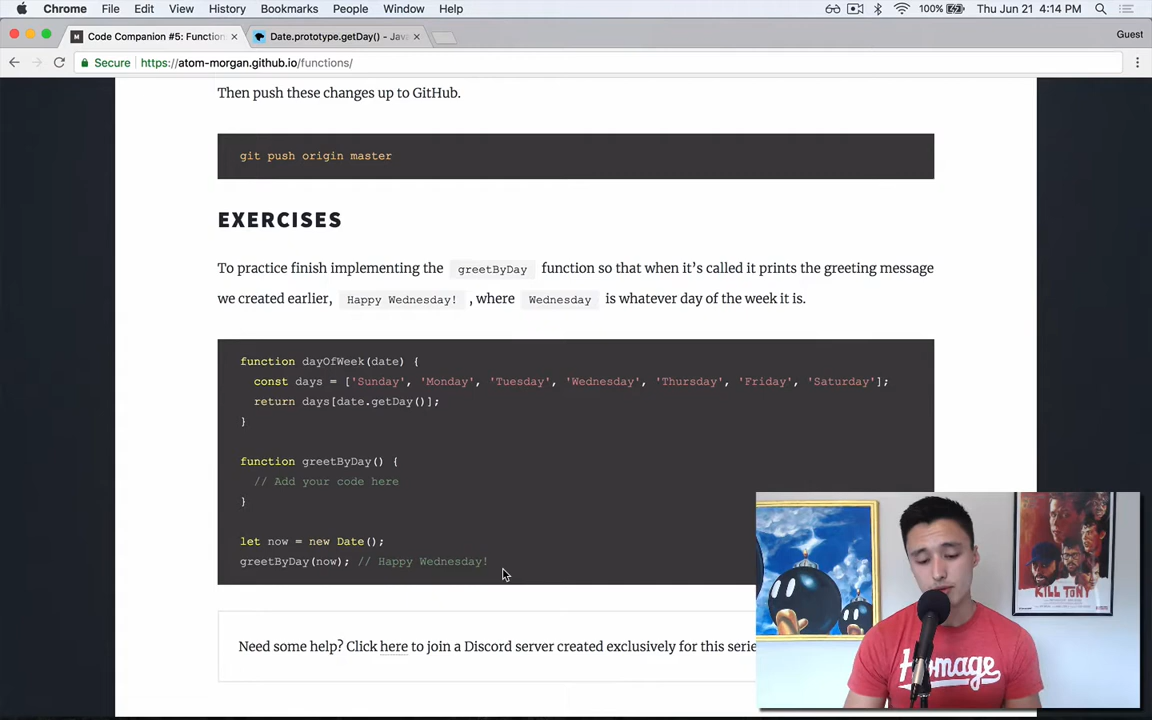 Chrome File Edit View History Bookmarks People Window Help 100% Thu Jun 21 4:14 PM
Code Companion #5: Function Date.prototype.getDay() - Jav Guest
Secure https://atom-morgan.github.io/functions/
Then push these changes up to GitHub.
git push origin master
EXERCISES
To practice finish implementing the greetByDay function so that when it's called it prints the greeting message
we created earlier, Happy Wednesday! , where Wednesday is whatever day of the week it is.
function dayOfWeek(date) {
const days = ['Sunday', 'Monday', 'Tuesday', 'Wednesday', 'Thursday', 'Friday', 'Saturday'];
return days[date.getDay()];
}
function greetByDay() {
// Add your code here
}
let now = new Date();
greetByDay(now); // Happy Wednesday!
Need some help? Click here to join a Discord server created exclusively for this serie
KILL TONY
Homage